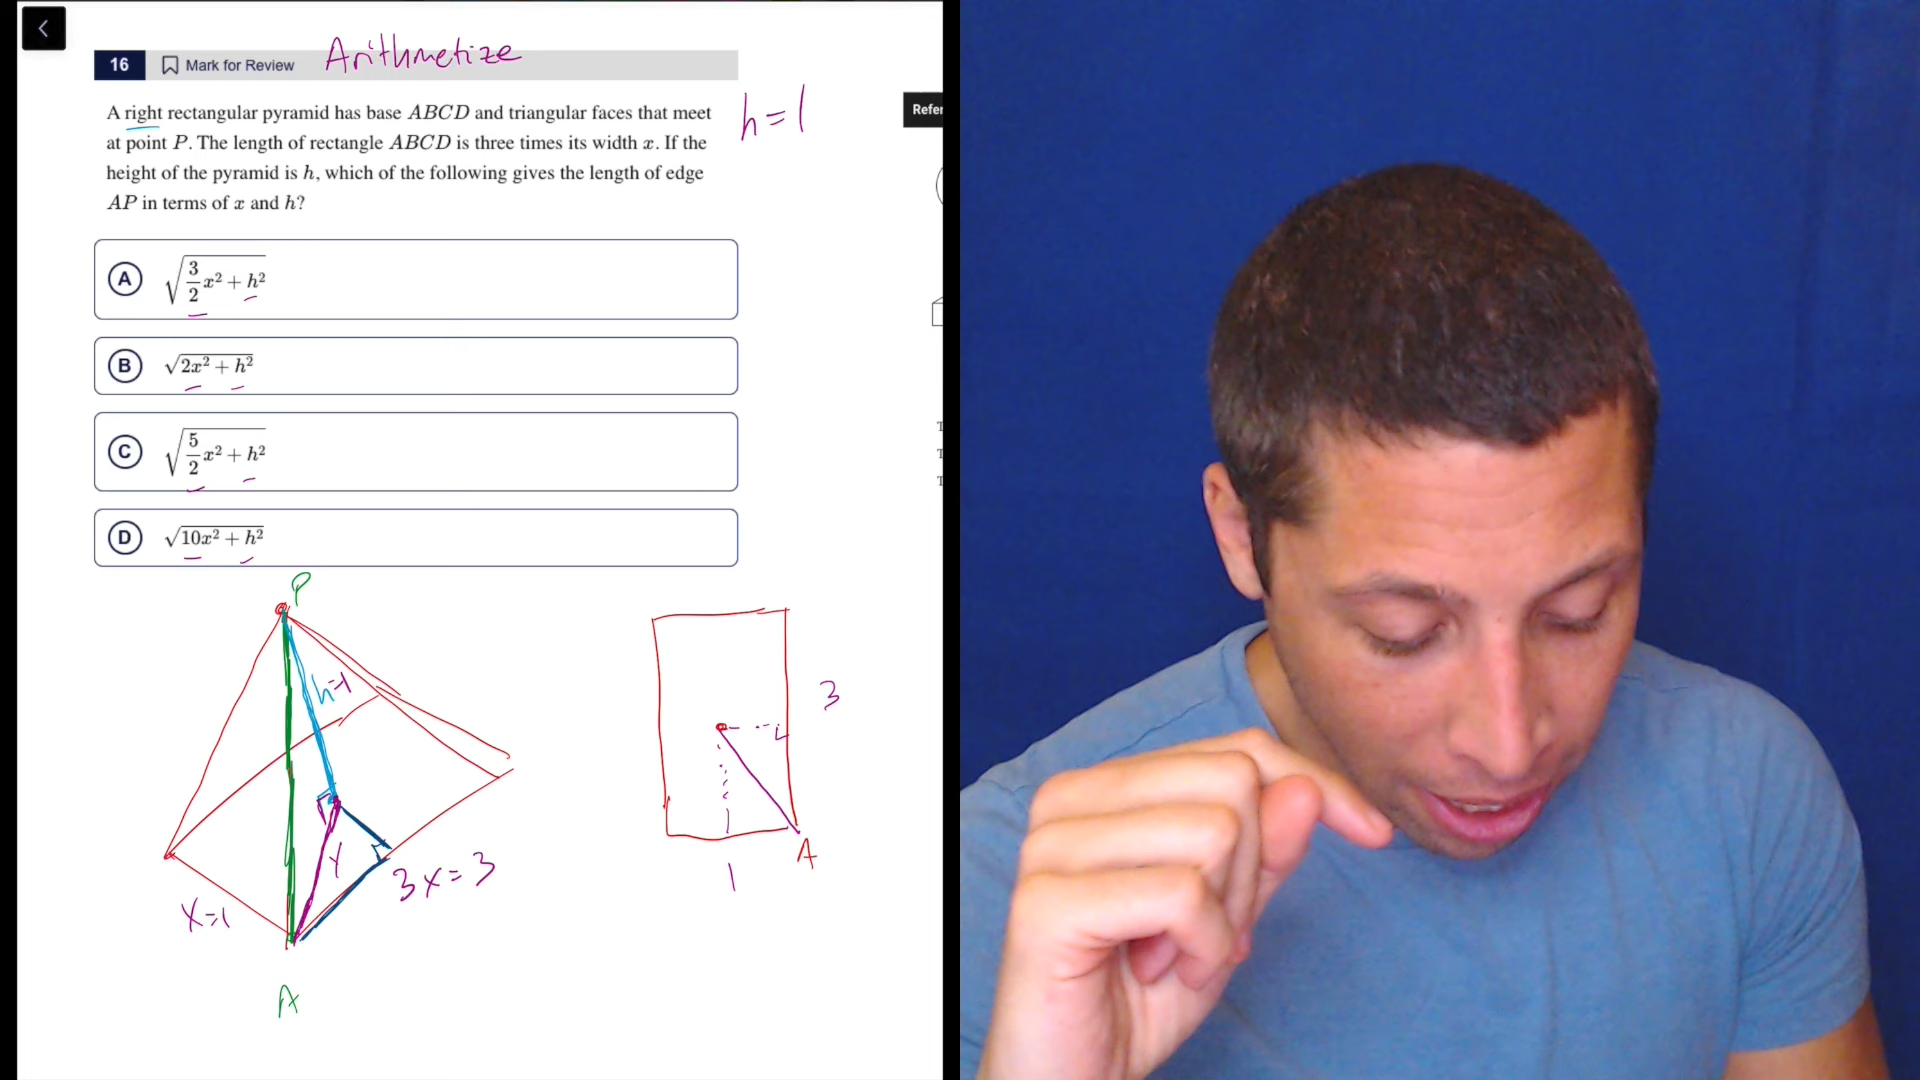 16 Mark for Review Arithmetize
A right rectangular pyramid has base ABCD and triangular faces that meet
at point P. The length of rectangle ABCD is three times its width x. If the
height of the pyramid is h, which of the following gives the length of edge
AP in terms of x and h?
h=1
Refer
A √(3/2 x² + h²)
B √(2x² + h²)
C √(5/2 x² + h²)
D √(10x² + h²)
P
h=1
y
3x=3
x=1
A
3
1
A